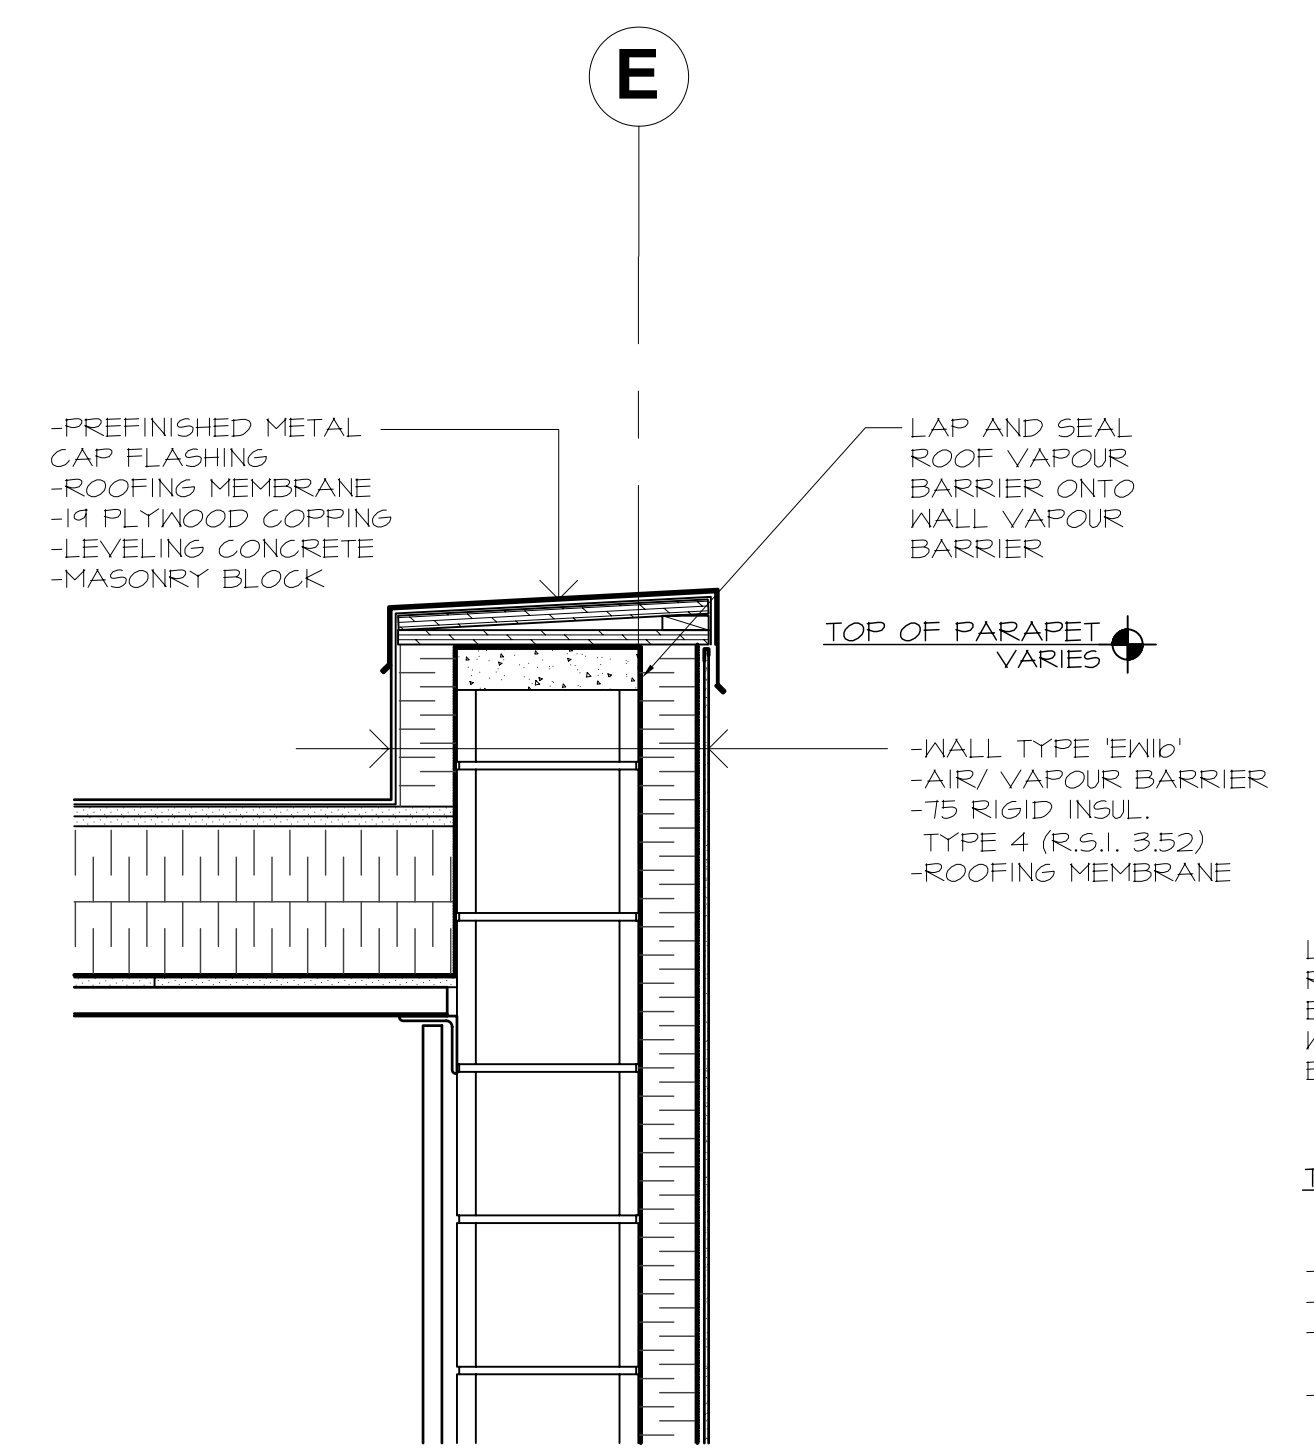 E
-PREFINISHED METAL
CAP FLASHING
-ROOFING MEMBRANE
-19 PLYWOOD COPPING
-LEVELING CONCRETE
-MASONRY BLOCK
LAP AND SEAL
ROOF VAPOUR
BARRIER ONTO
WALL VAPOUR
BARRIER
TOP OF PARAPET
VARIES
-WALL TYPE 'EW1b'
-AIR/ VAPOUR BARRIER
-75 RIGID INSUL.
TYPE 4 (R.S.I. 3.52)
-ROOFING MEMBRANE